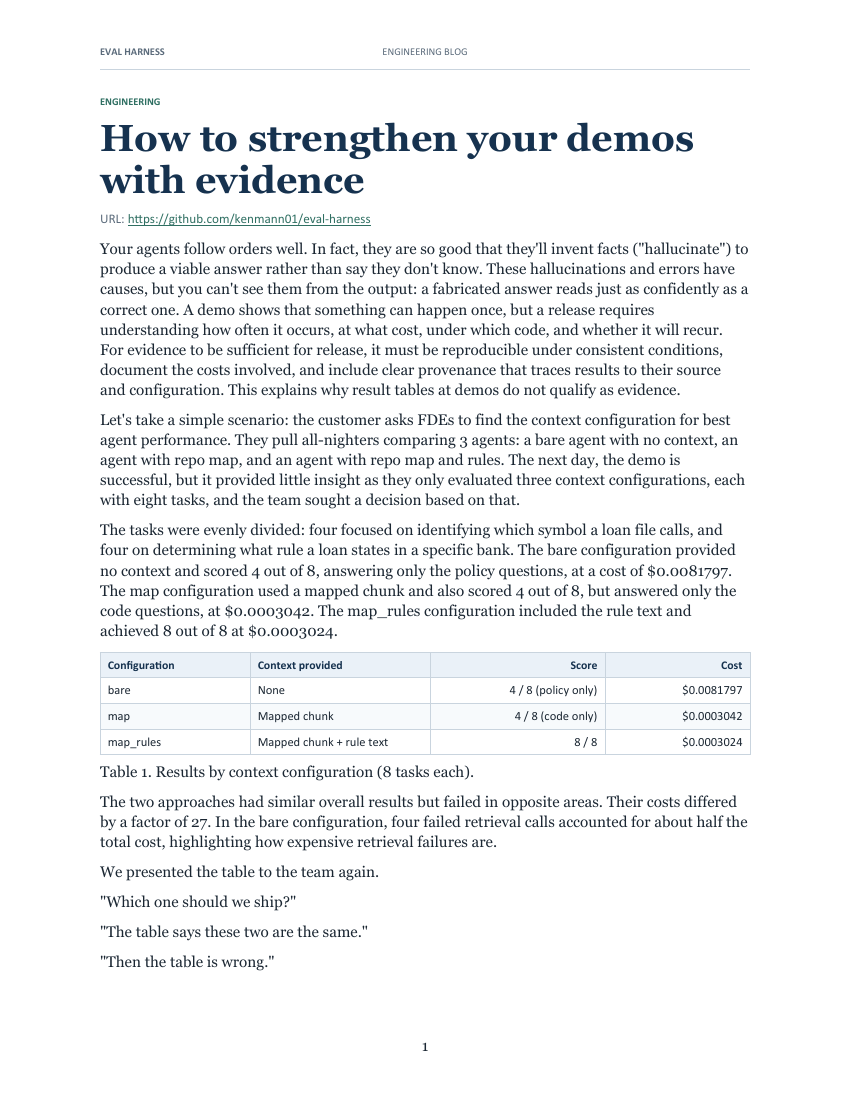 EVAL HARNESS
ENGINEERING BLOG
ENGINEERING
How to strengthen your demos
with evidence
URL: https://github.com/kenmann01/eval-harness
Your agents follow orders well. In fact, they are so good that they'll invent facts ("hallucinate") to
produce a viable answer rather than say they don't know. These hallucinations and errors have
causes, but you can't see them from the output: a fabricated answer reads just as confidently as a
correct one. A demo shows that something can happen once, but a release requires
understanding how often it occurs, at what cost, under which code, and whether it will recur.
For evidence to be sufficient for release, it must be reproducible under consistent conditions,
document the costs involved, and include clear provenance that traces results to their source
and configuration. This explains why result tables at demos do not qualify as evidence.
Let's take a simple scenario: the customer asks FDEs to find the context configuration for best
agent performance. They pull all-nighters comparing 3 agents: a bare agent with no context, an
agent with repo map, and an agent with repo map and rules. The next day, the demo is
successful, but it provided little insight as they only evaluated three context configurations, each
with eight tasks, and the team sought a decision based on that.
The tasks were evenly divided: four focused on identifying which symbol a loan file calls, and
four on determining what rule a loan states in a specific bank. The bare configuration provided
no context and scored 4 out of 8, answering only the policy questions, at a cost of $0.0081797.
The map configuration used a mapped chunk and also scored 4 out of 8, but answered only the
code questions, at $0.0003042. The map_rules configuration included the rule text and
achieved 8 out of 8 at $0.0003024.
Configuration Context provided Score Cost
bare None 4 / 8 (policy only) $0.0081797
map Mapped chunk 4 / 8 (code only) $0.0003042
map_rules Mapped chunk + rule text 8 / 8 $0.0003024
Table 1. Results by context configuration (8 tasks each).
The two approaches had similar overall results but failed in opposite areas. Their costs differed
by a factor of 27. In the bare configuration, four failed retrieval calls accounted for about half the
total cost, highlighting how expensive retrieval failures are.
We presented the table to the team again.
"Which one should we ship?"
"The table says these two are the same."
"Then the table is wrong."
1